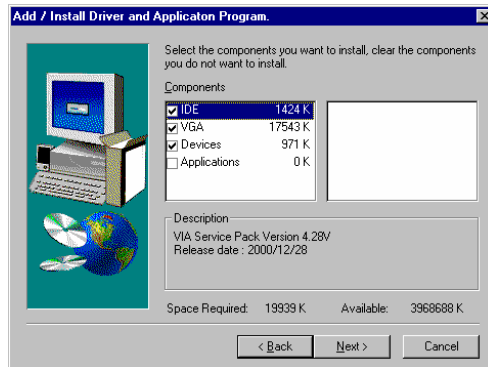 Add / Install Driver and Applicaton Program.
Select the components you want to install, clear the components
you do not want to install.
Components
IDE 1424 K
VGA 17543 K
Devices 971 K
Applications 0 K
Description
VIA Service Pack Version 4.28V
Release date : 2000/12/28
Space Required: 19939 K Available: 3968688 K
< Back Next > Cancel